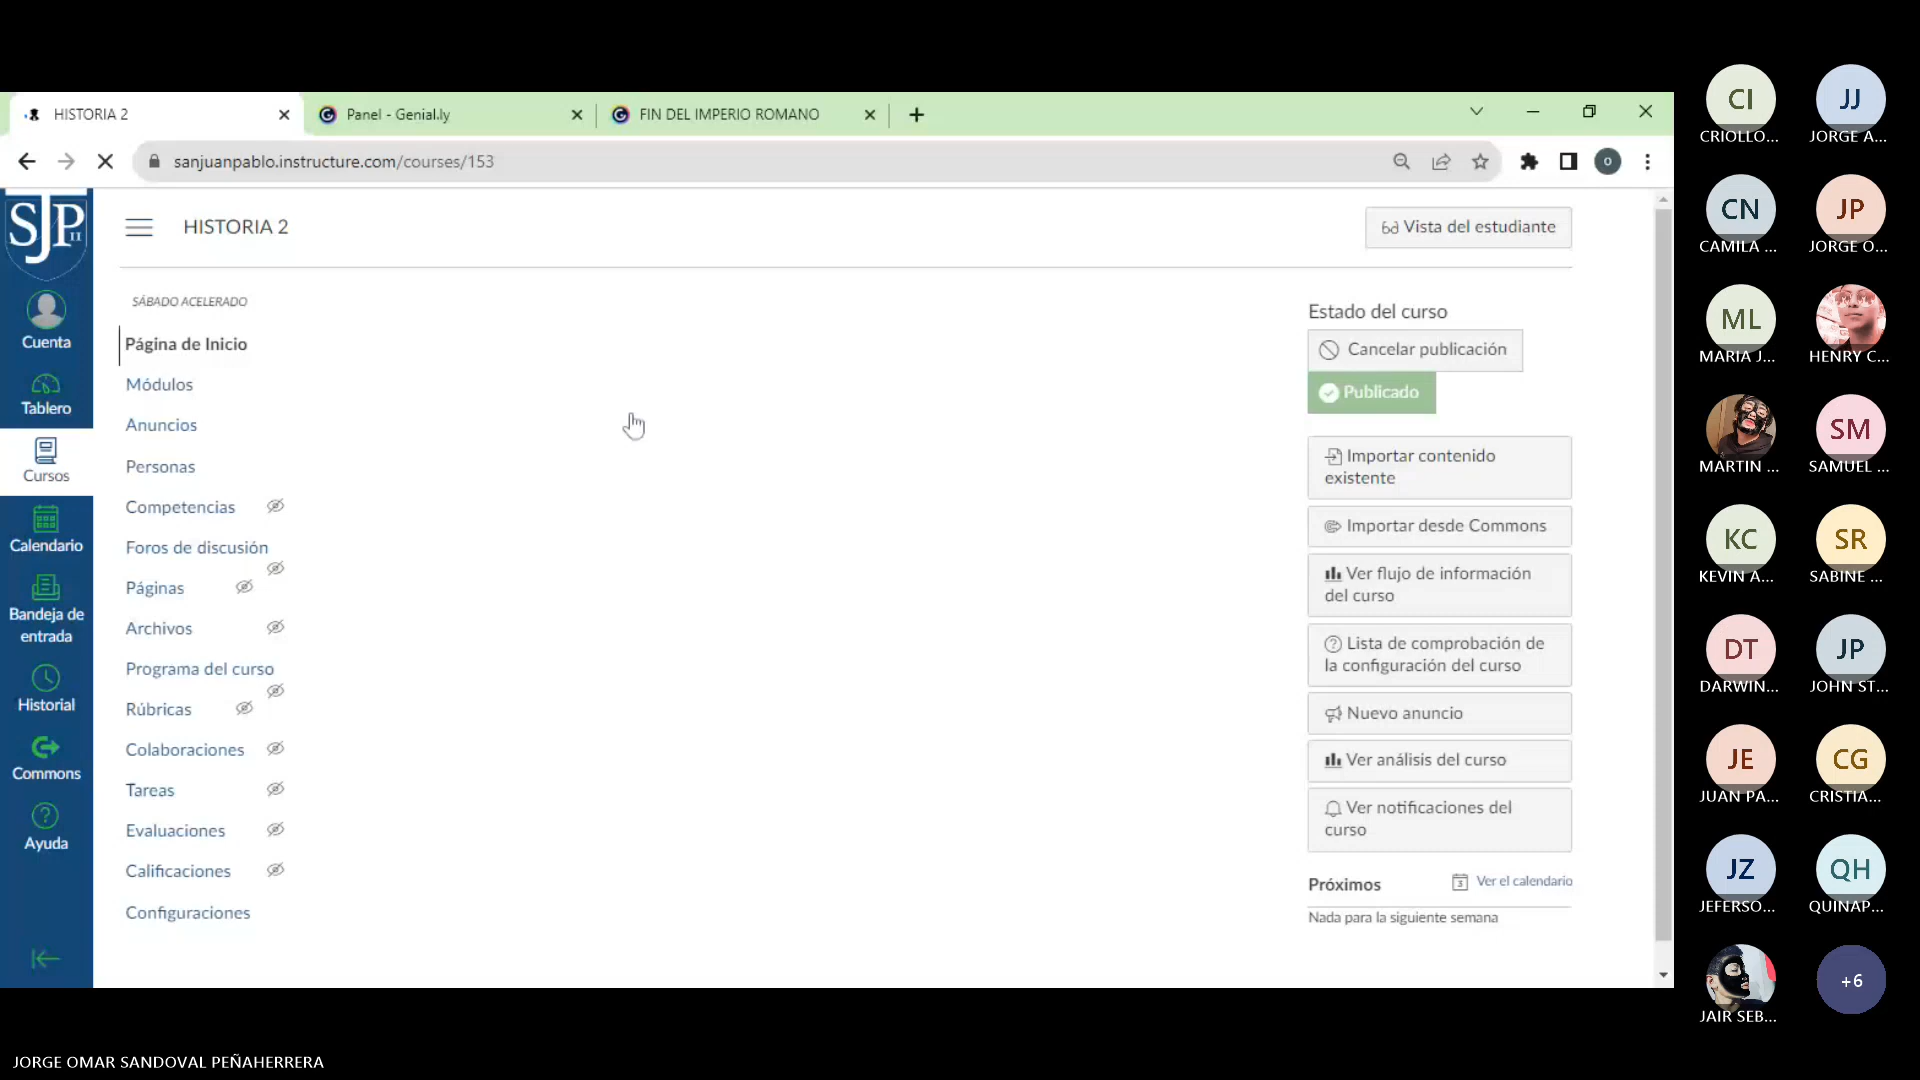 HISTORIA 2
Panel - Genial.ly
FIN DEL IMPERIO ROMANO
sanjuanpablo.instructure.com/courses/153
O
SJP II
HISTORIA 2
Vista del estudiante
Cuenta
Tablero
Cursos
Calendario
Bandeja de
entrada
Historial
Commons
Ayuda
SÁBADO ACELERADO
Página de Inicio
Módulos
Anuncios
Personas
Competencias
Foros de discusión
Páginas
Archivos
Programa del curso
Rúbricas
Colaboraciones
Tareas
Evaluaciones
Calificaciones
Configuraciones
Estado del curso
Cancelar publicación
Publicado
Importar contenido
existente
Importar desde Commons
Ver flujo de información
del curso
Lista de comprobación de
la configuración del curso
Nuevo anuncio
Ver análisis del curso
Ver notificaciones del
curso
Próximos
3 Ver el calendario
Nada para la siguiente semana
CI JJ
CRIOLLO... JORGE A...
CN JP
CAMILA ... JORGE O...
ML
MARIA J... HENRY C...
SM
MARTIN ... SAMUEL ...
KC SR
KEVIN A... SABINE ...
DT JP
DARWIN... JOHN ST...
JE CG
JUAN PA... CRISTIA...
JZ QH
JEFERSO... QUINAP...
+6
JAIR SEB...
JORGE OMAR SANDOVAL PEÑAHERRERA